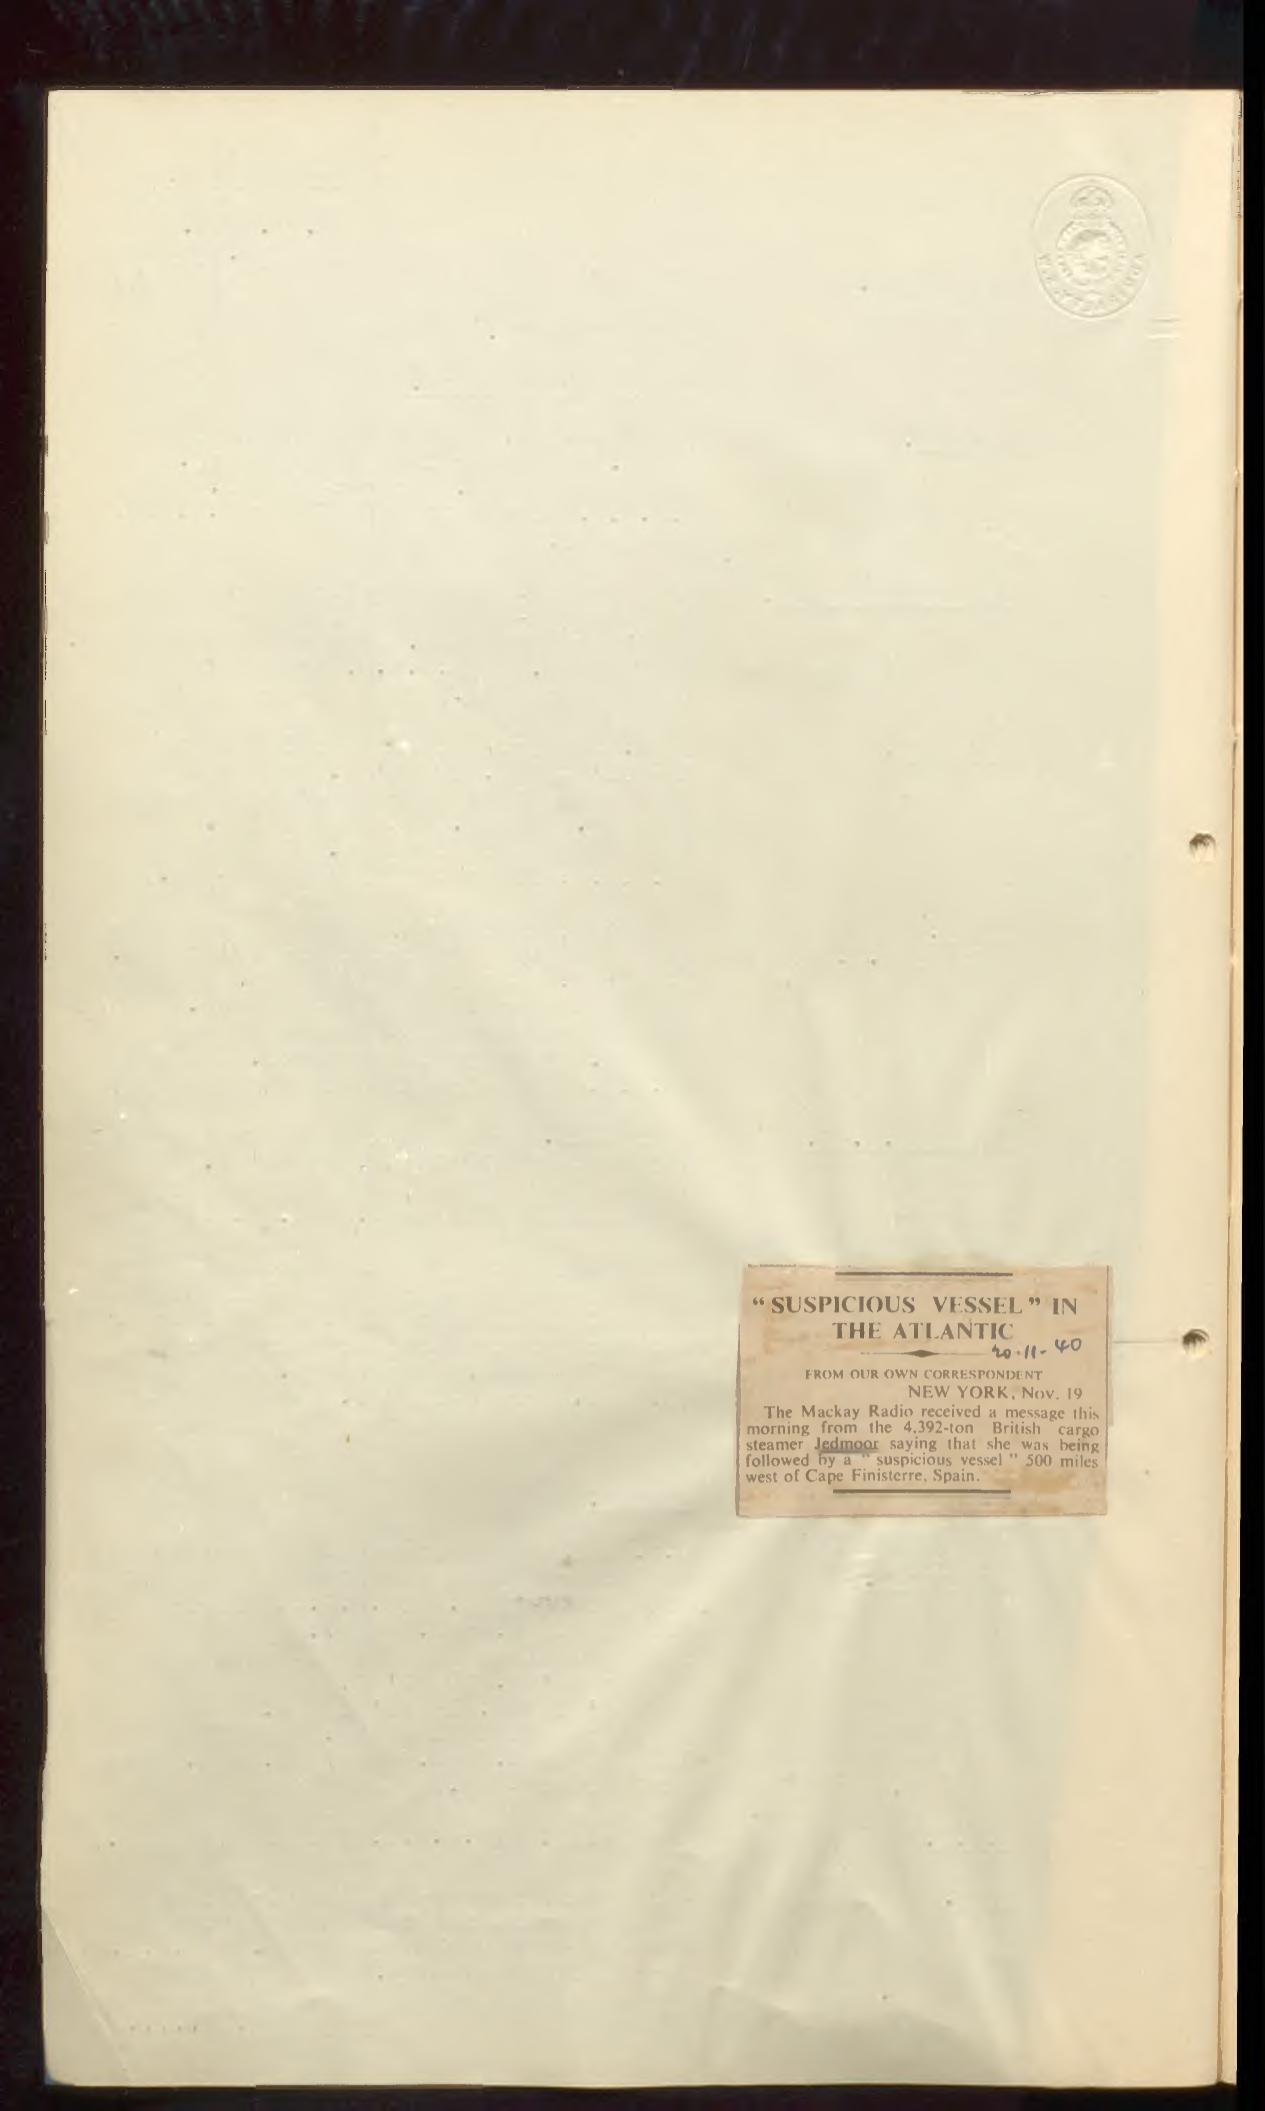 “SUSPICIOUS VESSEL” IN
THE ATLANTIC
20-11-40
FROM OUR OWN CORRESPONDENT
NEW YORK, Nov. 19
The Mackay Radio received a message this
morning from the 4,392-ton British cargo
steamer Jedmoor saying that she was being
followed by a “ suspicious vessel ” 500 miles
west of Cape Finisterre, Spain.